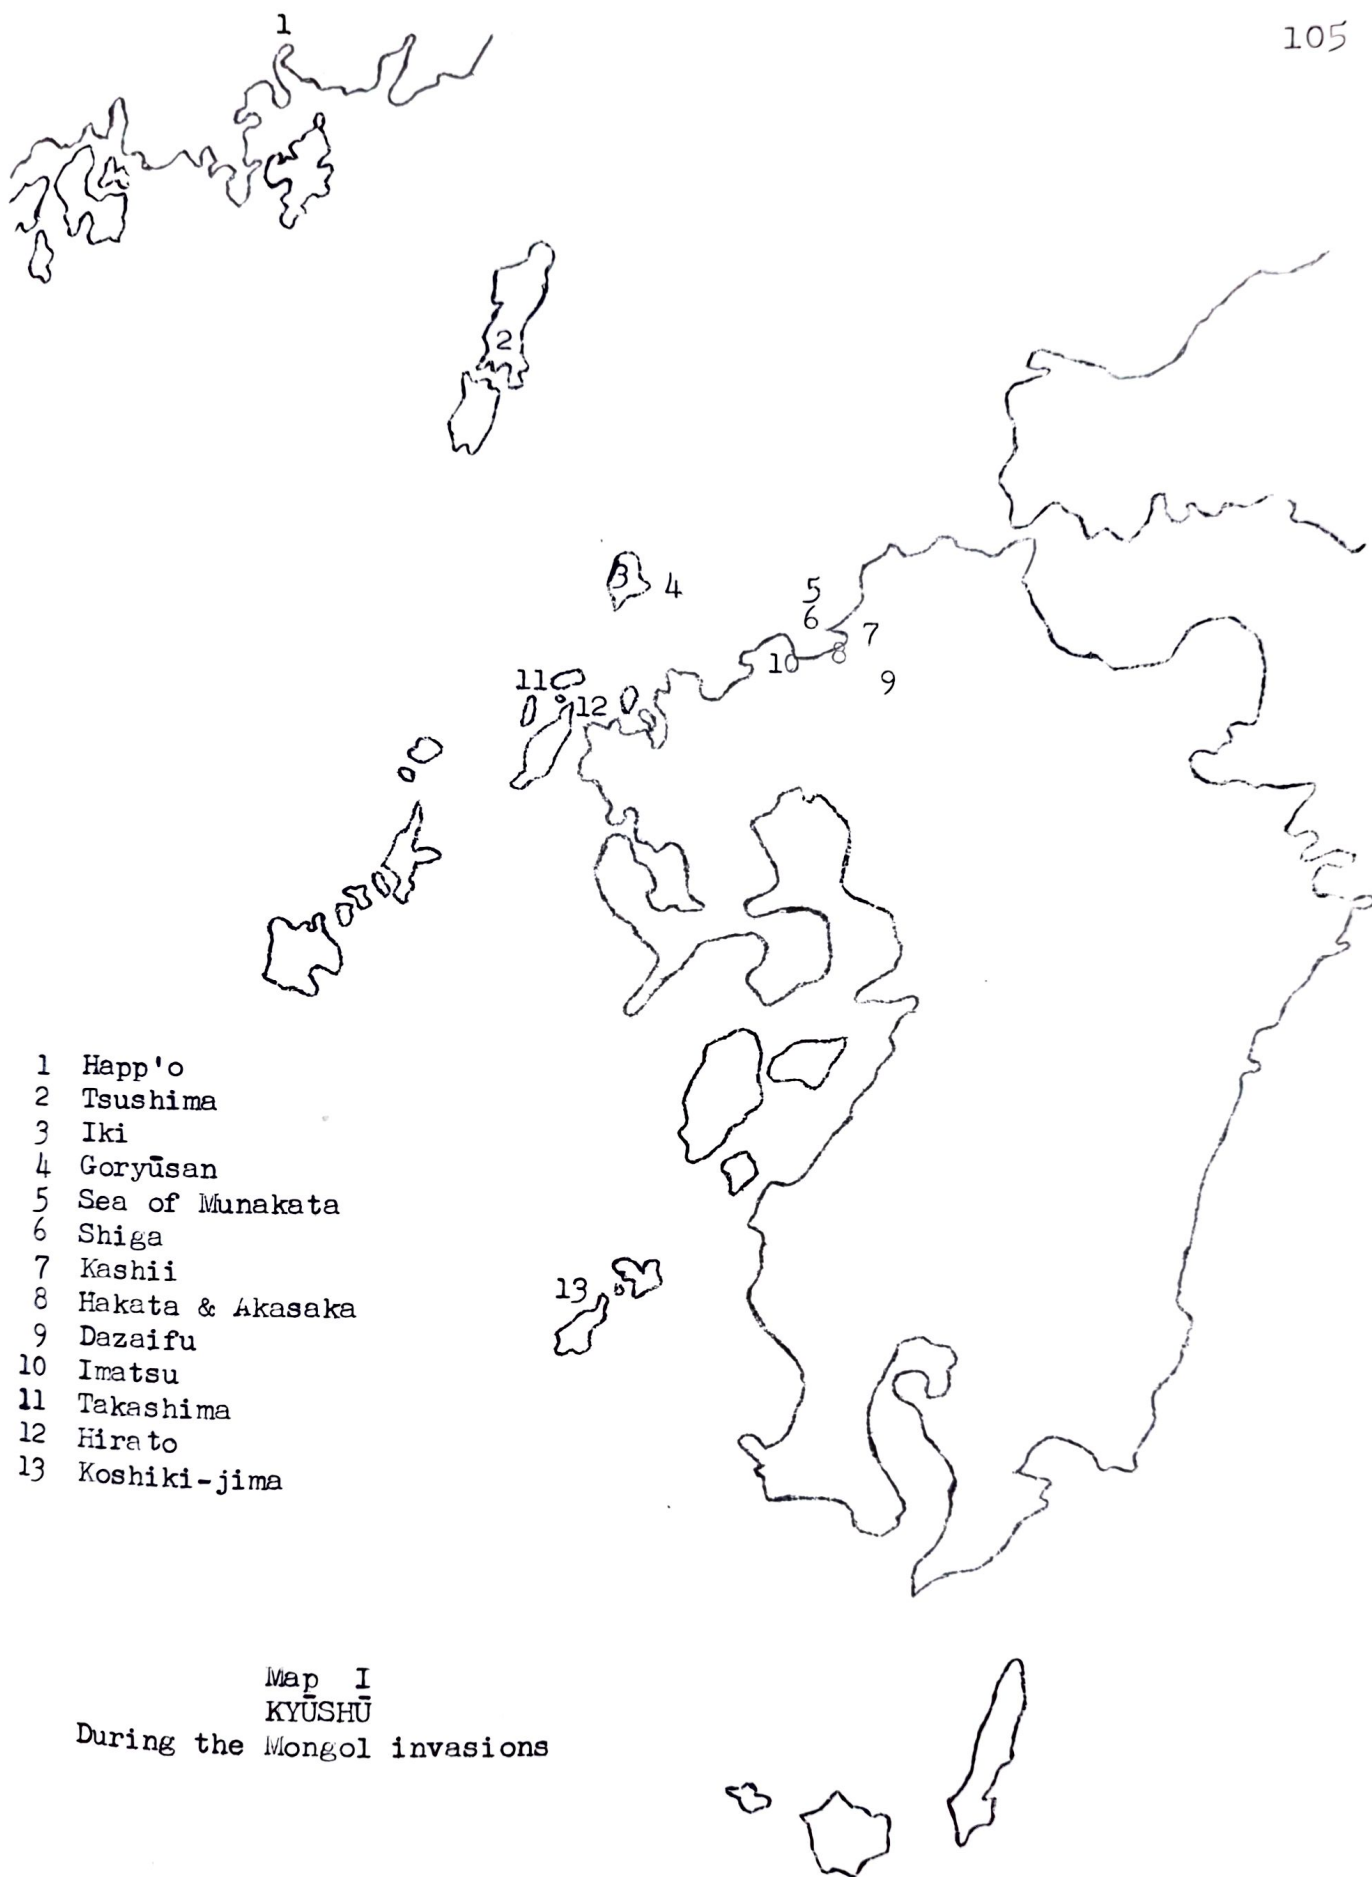 105
1
2
3
4
5
6
7
8
9
10
11
12
13
1 Happ'o
2 Tsushima
3 Iki
4 Goryūsan
5 Sea of Munakata
6 Shiga
7 Kashii
8 Hakata & Akasaka
9 Dazaifu
10 Imatsu
11 Takashima
12 Hirato
13 Koshiki-jima
Map I
KYŪSHŪ
During the Mongol invasions